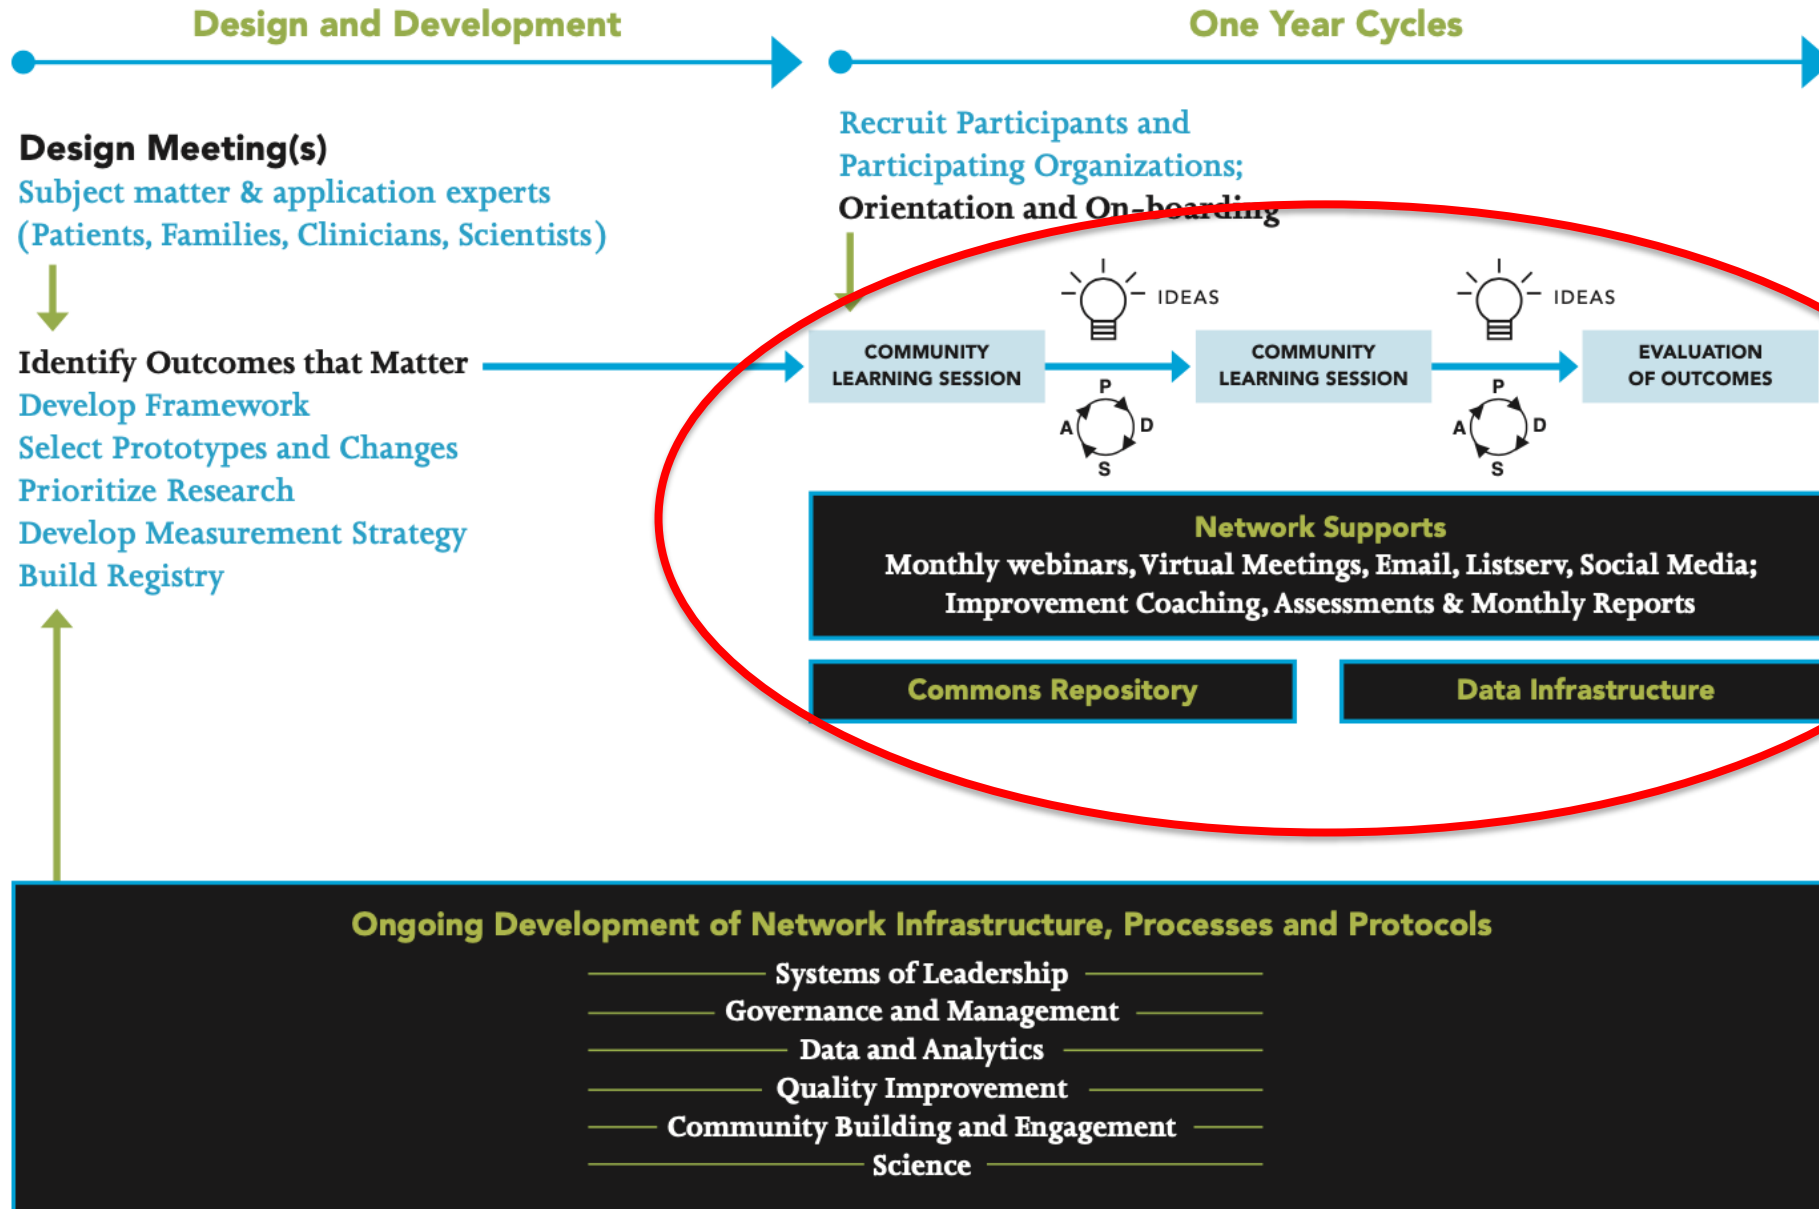 Design and Development
One Year Cycles
Design Meeting(s)
Subject matter & application experts
(Patients, Families, Clinicians, Scientists)
Identify Outcomes that Matter
Develop Framework
Select Prototypes and Changes
Prioritize Research
Develop Measurement Strategy
Build Registry
Recruit Participants and
Participating Organizations;
Orientation and On-boarding
IDEAS
IDEAS
COMMUNITY
LEARNING SESSION
COMMUNITY
LEARNING SESSION
EVALUATION
OF OUTCOMES
P
A D
S
P
A D
S
Network Supports
Monthly webinars, Virtual Meetings, Email, Listserv, Social Media;
Improvement Coaching, Assessments & Monthly Reports
Commons Repository
Data Infrastructure
Ongoing Development of Network Infrastructure, Processes and Protocols
Systems of Leadership
Governance and Management
Data and Analytics
Quality Improvement
Community Building and Engagement
Science